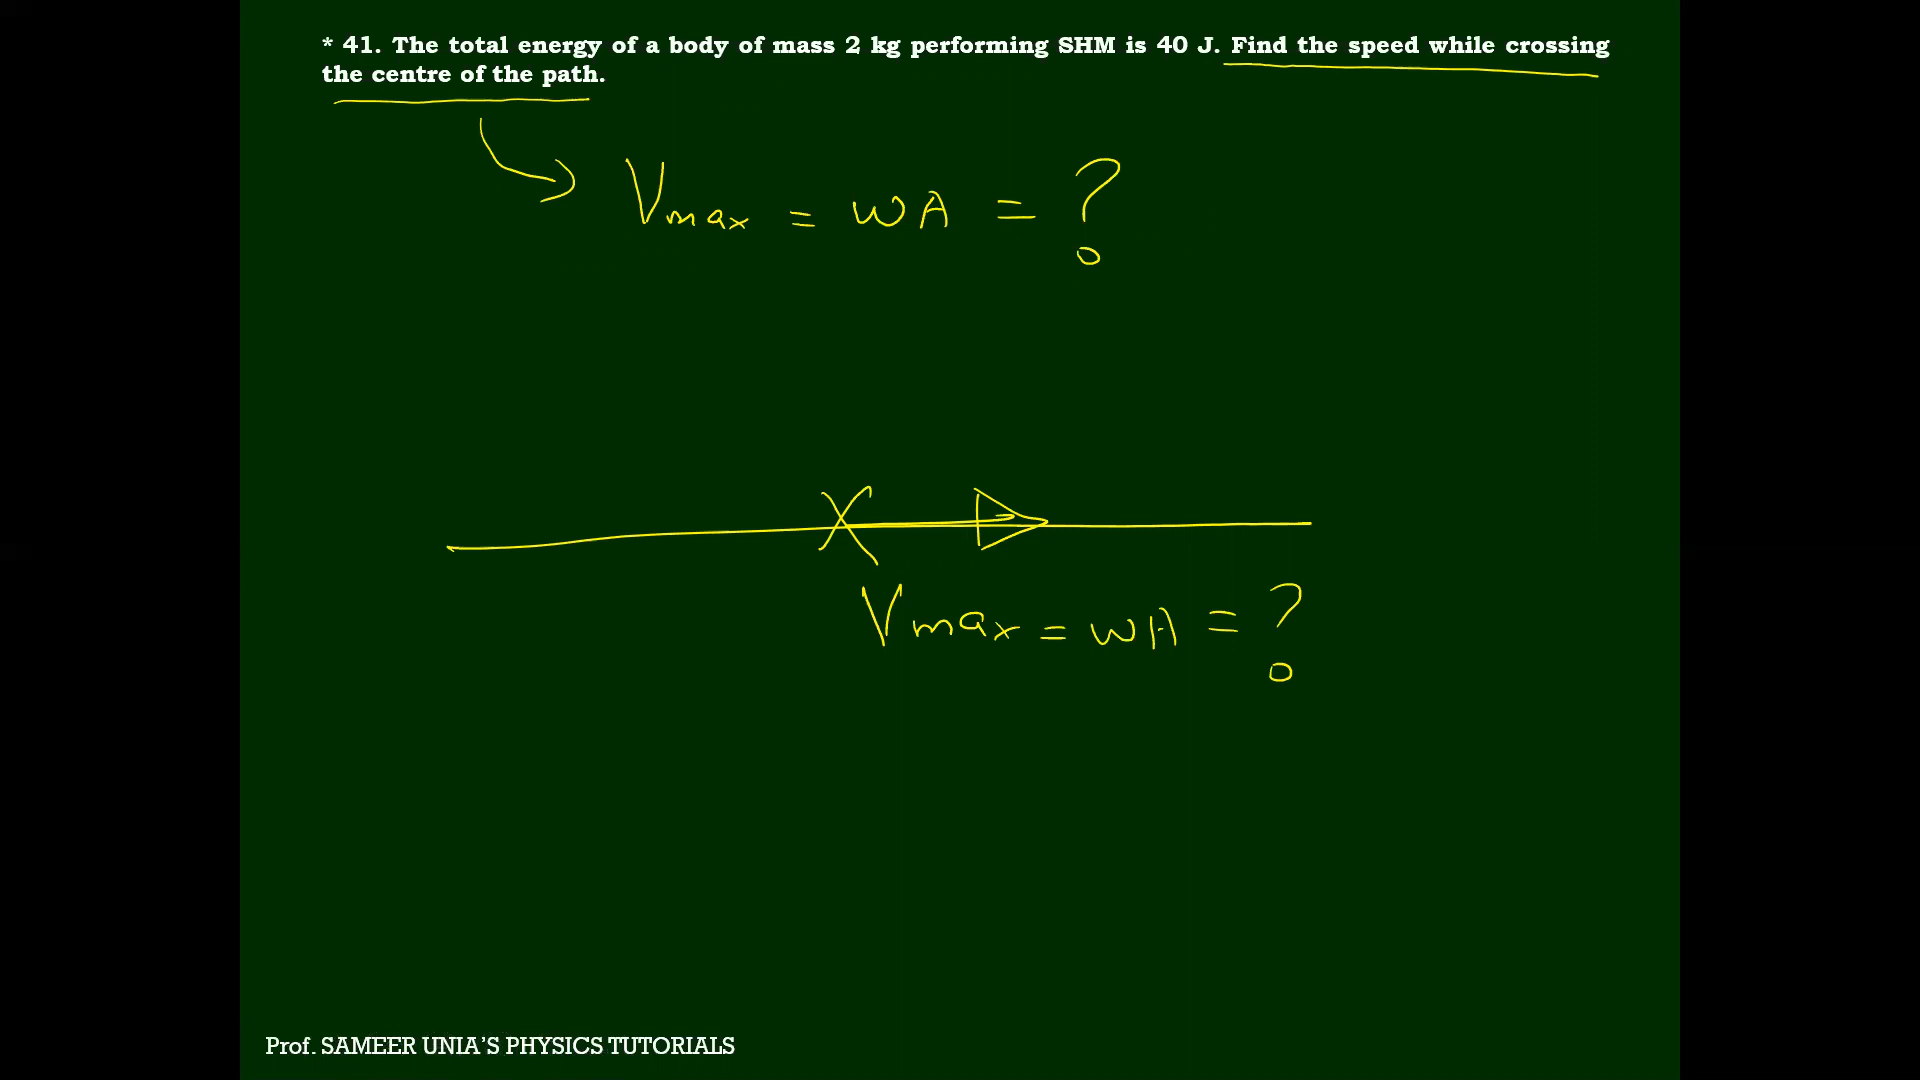 * 41. The total energy of a body of mass 2 kg performing SHM is 40 J. Find the speed while crossing
the centre of the path.
Vmax = ωA = ?
Vmax = ωA = ?
Prof. SAMEER UNIA’S PHYSICS TUTORIALS